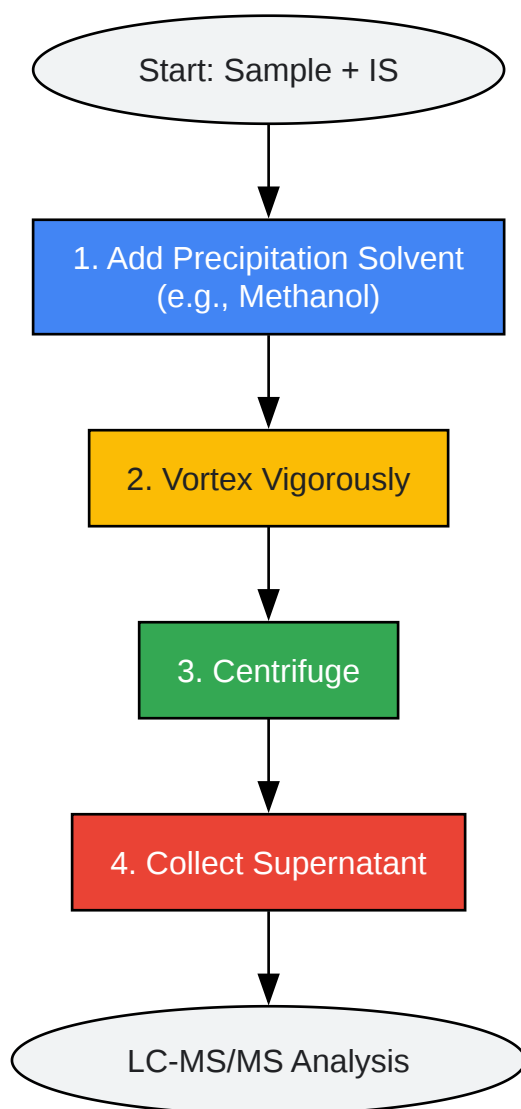 Start: Sample + IS
1. Add Precipitation Solvent
(e.g., Methanol)
2. Vortex Vigorously
3. Centrifuge
4. Collect Supernatant
LC-MS/MS Analysis